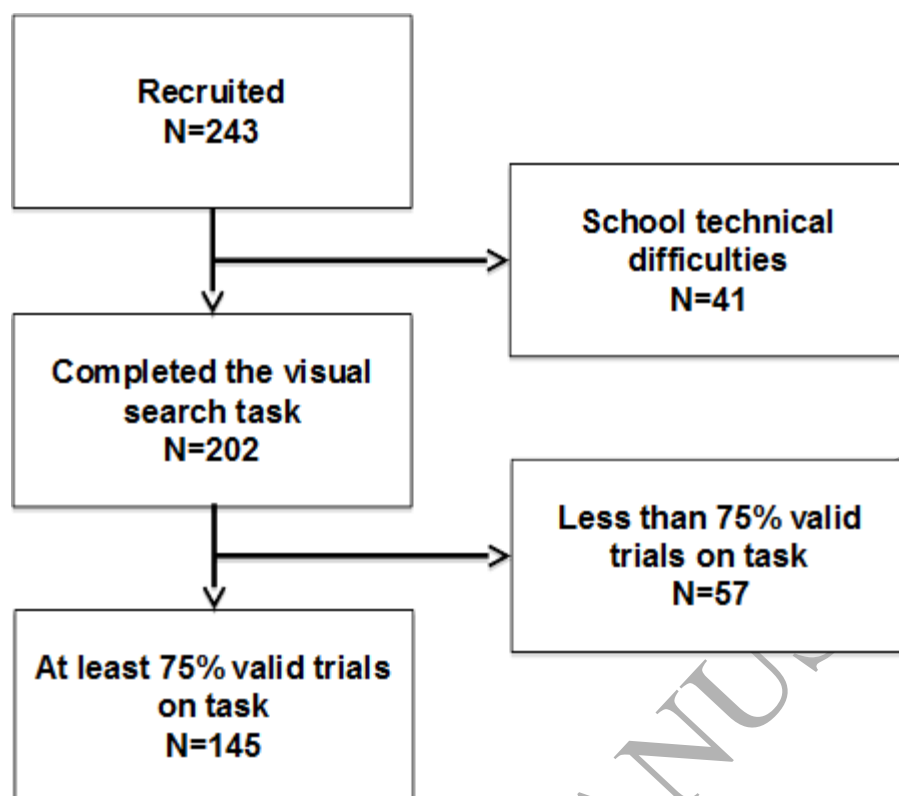 Recruited
N=243
School technical
difficulties
N=41
Completed the visual
search task
N=202
Less than 75% valid
trials on task
N=57
At least 75% valid trials
on task
N=145